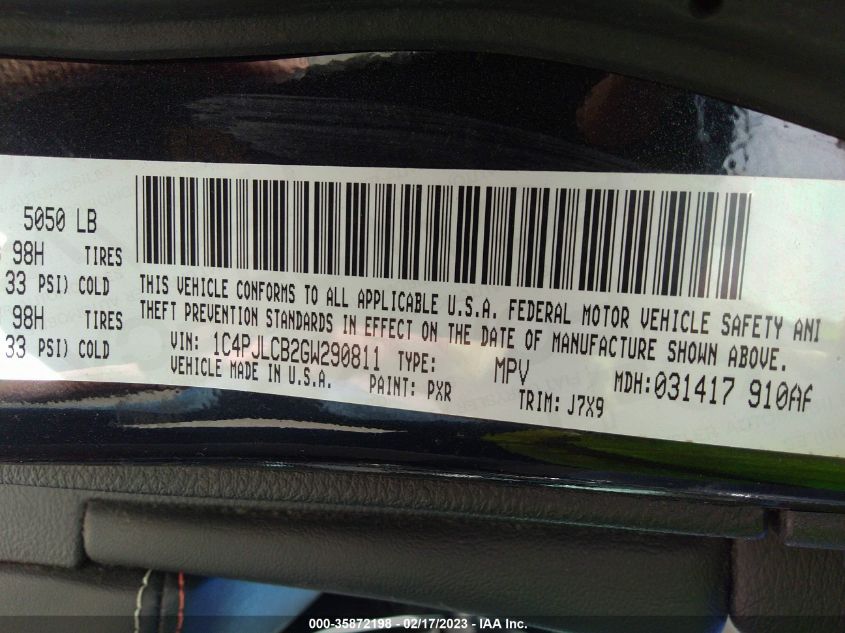 5050 LB
98H TIRES
33 PSI) COLD
98H TIRES
33 PSI) COLD
THIS VEHICLE CONFORMS TO ALL APPLICABLE U.S.A. FEDERAL MOTOR VEHICLE SAFETY AN
THEFT PREVENTION STANDARDS IN EFFECT ON THE DATE OF MANUFACTURE SHOWN ABOVE.
VIN: 1C4PJLCB2GW290811 TYPE: MPV MDH:031417 910AF
VEHICLE MADE IN U.S.A. PAINT: PXR TRIM: J7X9
000-35872198 - 02/17/2023 - IAA Inc.